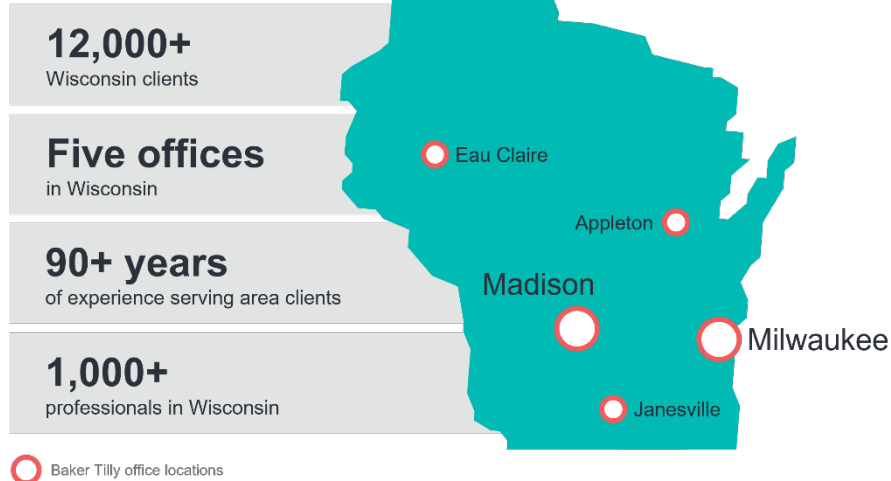 12,000+
Wisconsin clients
Five offices
in Wisconsin
90+ years
of experience serving area clients
1,000+
professionals in Wisconsin
Eau Claire
Appleton
Madison
Milwaukee
Janesville
Baker Tilly office locations